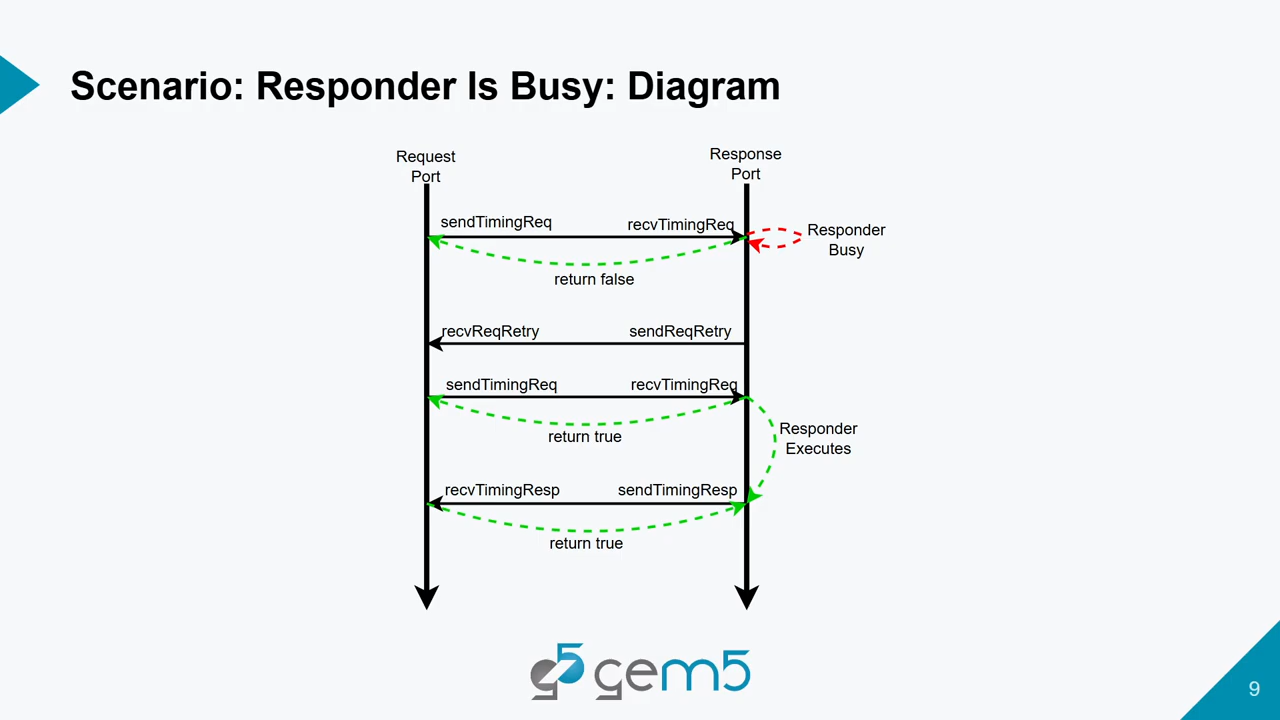 Scenario: Responder Is Busy: Diagram
Request
Port
Response
Port
sendTimingReq
recvTimingReq
Responder
Busy
return false
recvReqRetry
sendReqRetry
sendTimingReq
recvTimingReq
return true
Responder
Executes
recvTimingResp
sendTimingResp
return true
g5 gem5
9